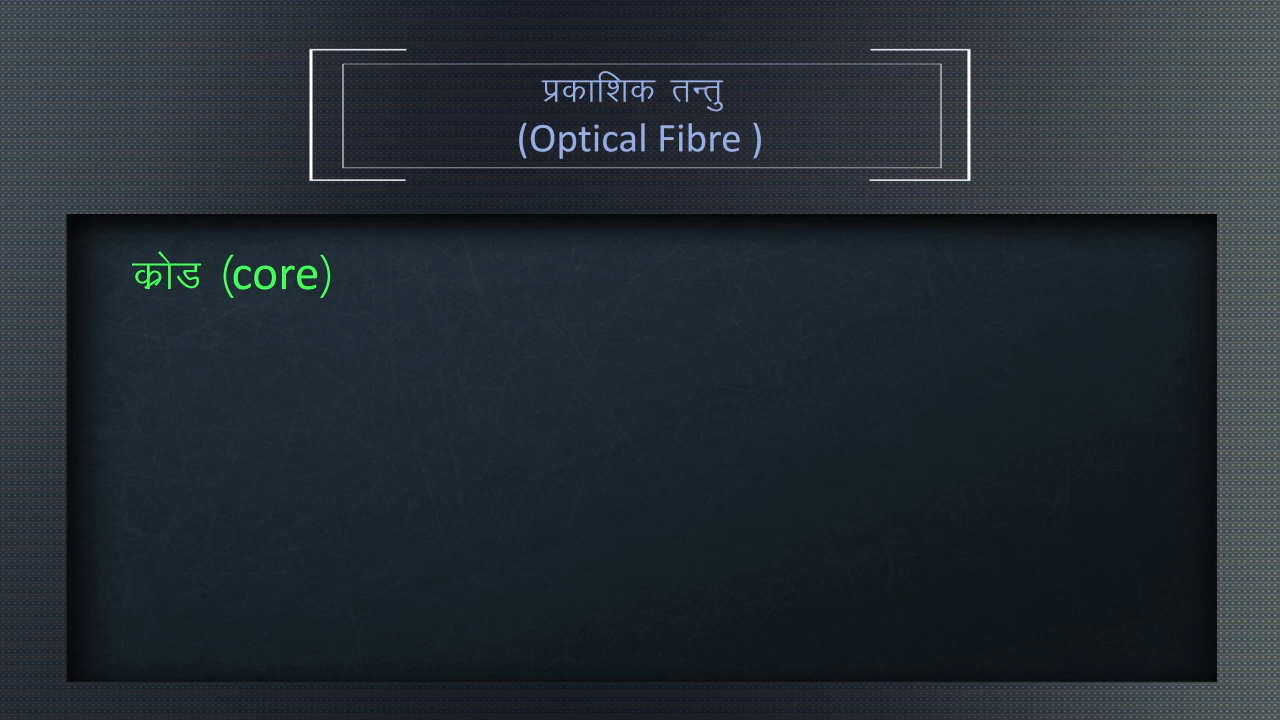 प्रकाशिक तन्तु
(Optical Fibre )
क्रोड (core)